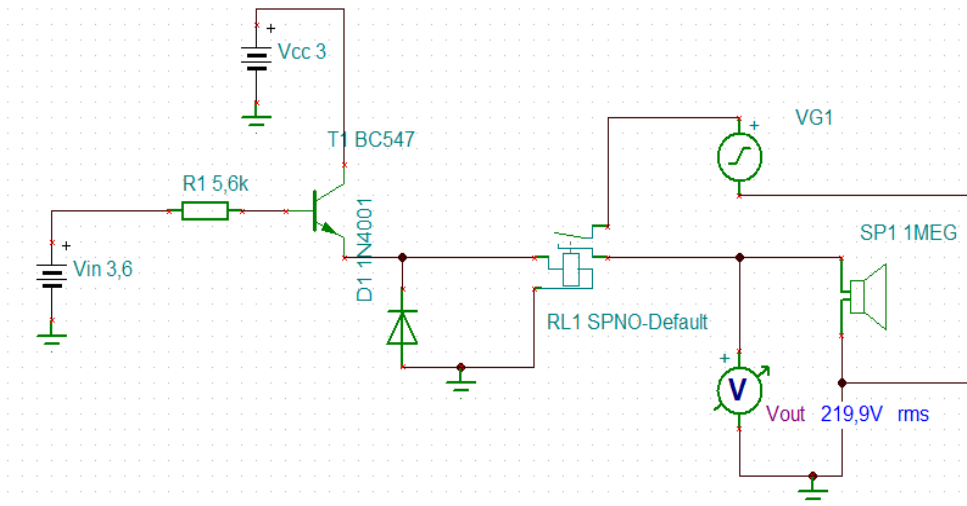 +
Vcc 3
T1 BC547
VG1
+
R1 5,6k
D1 1N4001
SP1 1MEG
+
Vin 3,6
RL1 SPNO-Default
+
V
Vout 219,9V rms